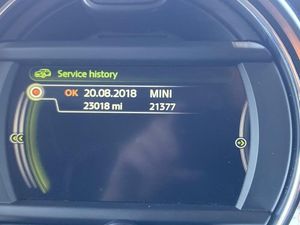 Service history
OK 20.08.2018 MINI
23018 mi 21377